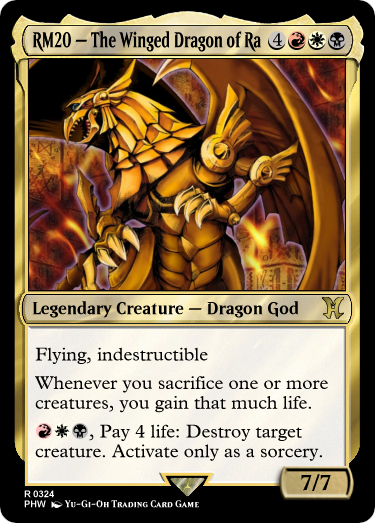 RM20 – The Winged Dragon of Ra 4
Legendary Creature — Dragon God
Flying, indestructible
Whenever you sacrifice one or more
creatures, you gain that much life.
, Pay 4 life: Destroy target
creature. Activate only as a sorcery.
7/7
R 0324
PHW Yu-Gi-Oh Trading Card Game